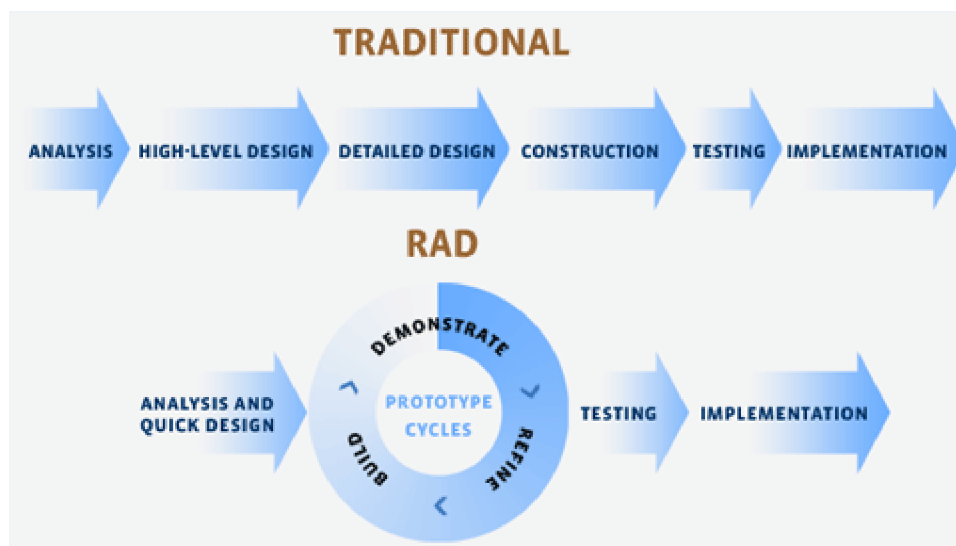 TRADITIONAL
ANALYSIS
HIGH-LEVEL DESIGN
DETAILED DESIGN
CONSTRUCTION
TESTING
IMPLEMENTATION
RAD
ANALYSIS AND
QUICK DESIGN
DEMONSTRATE
REFINE
BUILD
PROTOTYPE
CYCLES
TESTING
IMPLEMENTATION